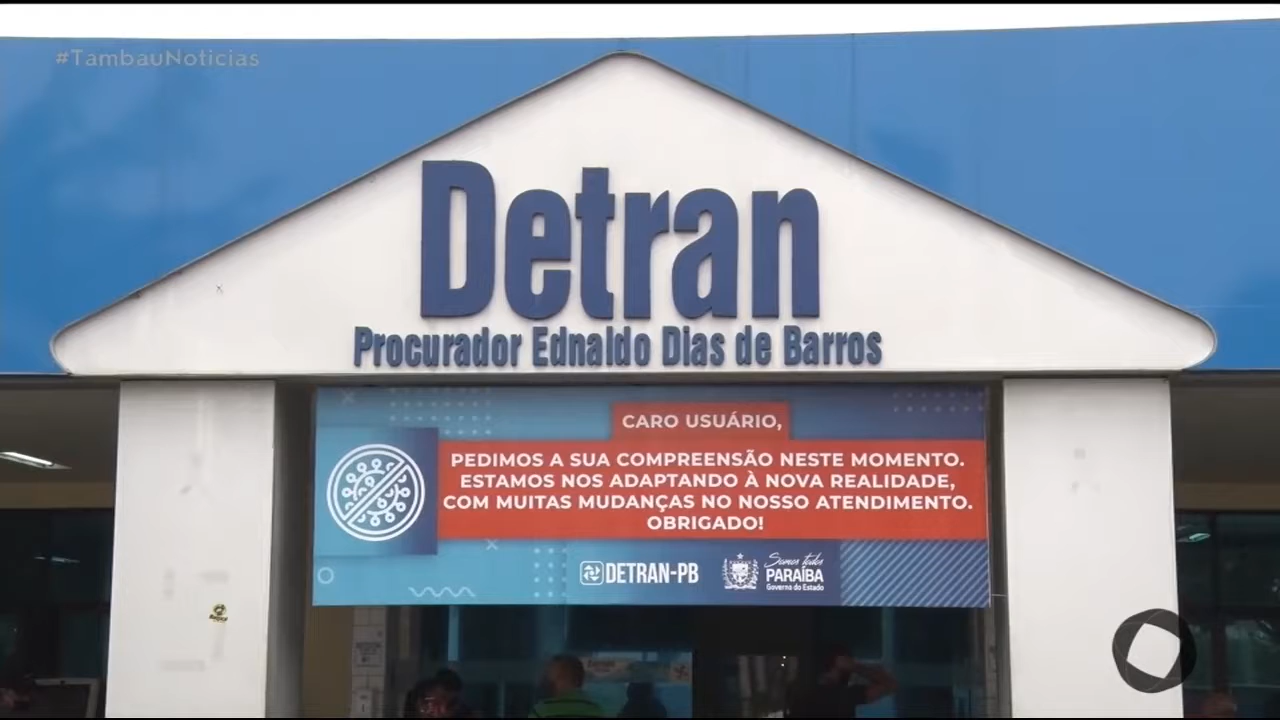 #TambauNoticias
Detran
Procurador Ednaldo Dias de Barros
CARO USUÁRIO,
PEDIMOS A SUA COMPREENSÃO NESTE MOMENTO.
ESTAMOS NOS ADAPTANDO À NOVA REALIDADE,
COM MUITAS MUDANÇAS NO NOSSO ATENDIMENTO.
OBRIGADO!
DETRAN-PB
Somos todos
PARAÍBA
Governo do Estado